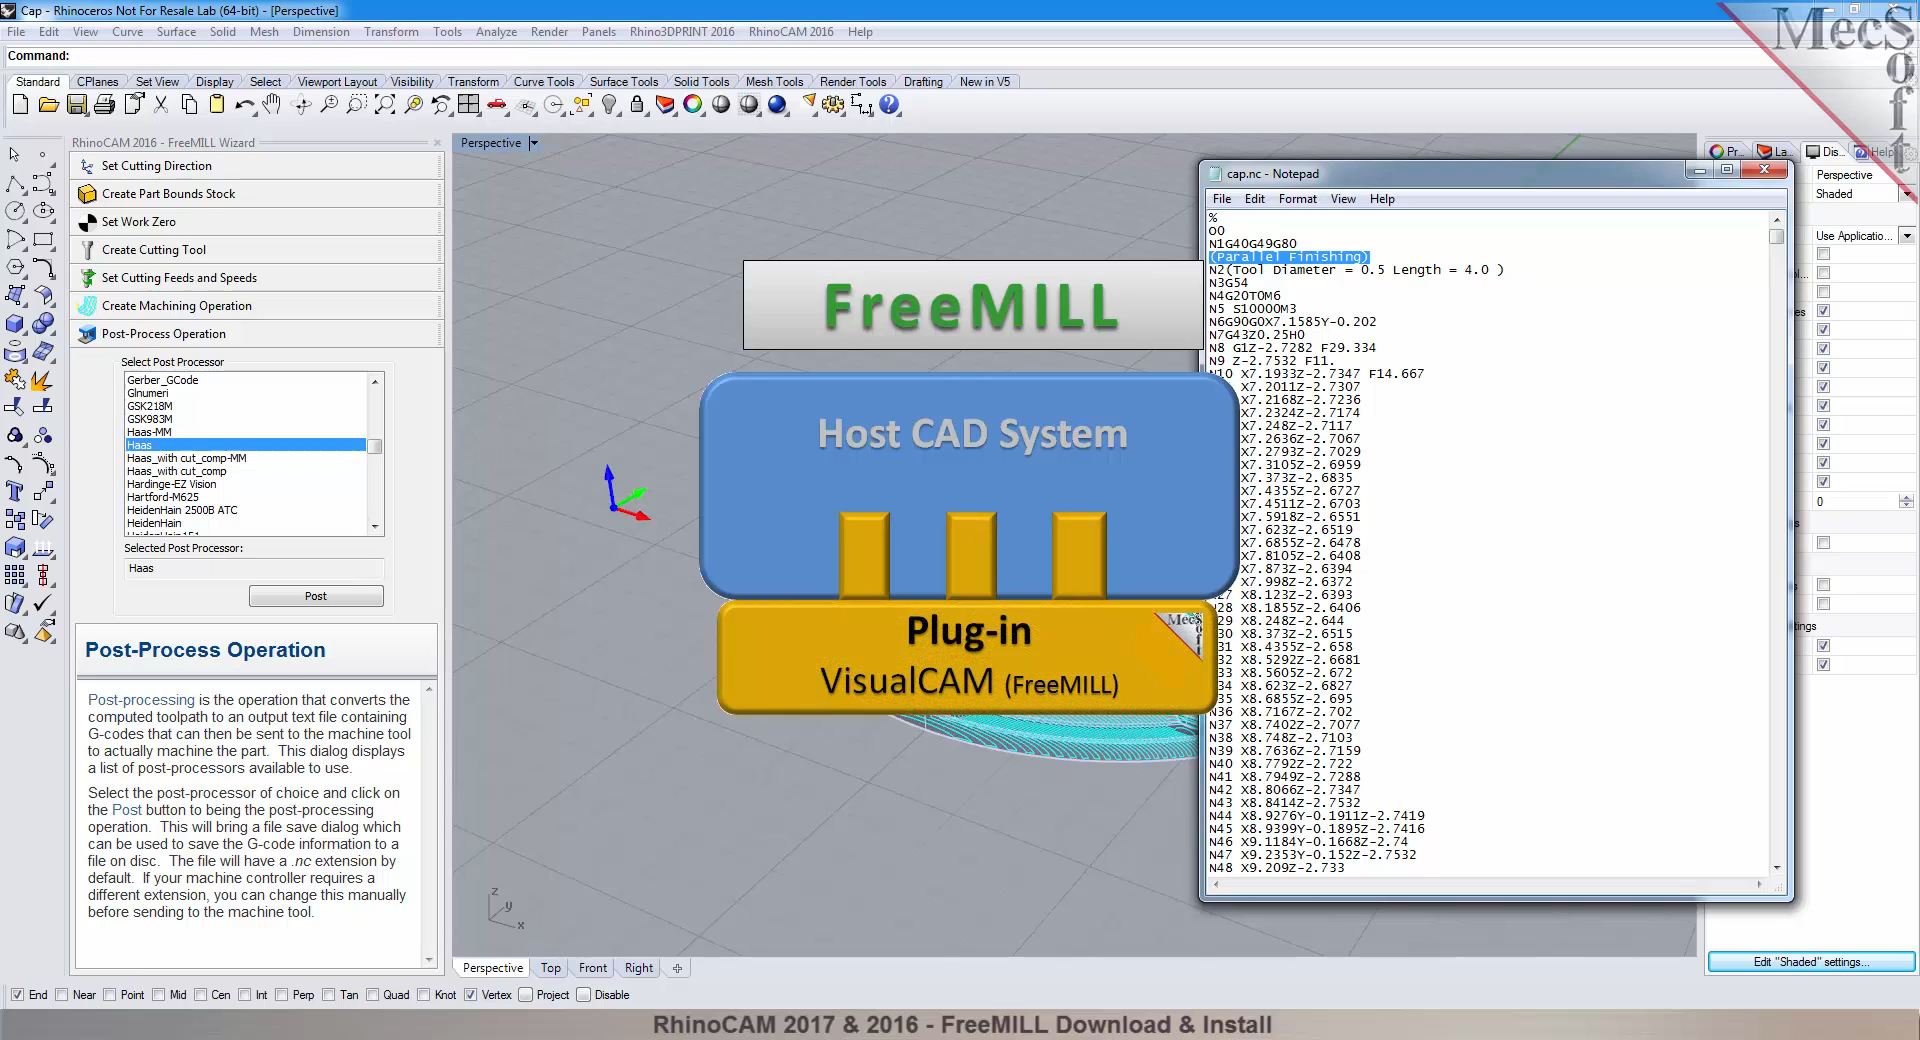 Cap - Rhinoceros Not For Resale Lab (64-bit) - [Perspective]
File Edit View Curve Surface Solid Mesh Dimension Transform Tools Analyze Render Panels Rhino3DPRINT 2016 RhinoCAM 2016 Help
Command:
Standard CPlanes Set View Display Select Viewport Layout Visibility Transform Curve Tools Surface Tools Solid Tools Mesh Tools Render Tools Drafting New in V5
MecSoft
RhinoCAM 2016 - FreeMILL Wizard
Set Cutting Direction
Create Part Bounds Stock
Set Work Zero
Create Cutting Tool
Set Cutting Feeds and Speeds
Create Machining Operation
Post-Process Operation
Select Post Processor
Gerber_GCode
Glnumeri
GSK218M
GSK983M
Haas-MM
Haas
Haas_with cut_comp-MM
Haas_with cut_comp
Hardinge-EZ Vision
Hartford-M625
HeidenHain 2500B ATC
HeidenHain
HeidenHain151
Selected Post Processor:
Haas
Post
Post-Process Operation
Post-processing is the operation that converts the
computed toolpath to an output text file containing
G-codes that can then be sent to the machine tool
to actually machine the part. This dialog displays
a list of post-processors available to use.
Select the post-processor of choice and click on
the Post button to being the post-processing
operation. This will bring a file save dialog which
can be used to save the G-code information to a
file on disc. The file will have a .nc extension by
default. If your machine controller requires a
different extension, you can change this manually
before sending to the machine tool.
Perspective
FreeMILL
Host CAD System
Plug-in
MecSoft
VisualCAM (FreeMILL)
z
y
x
cap.nc - Notepad
File Edit Format View Help
%
O0
N1G40G49G80
(Parallel Finishing)
N2(Tool Diameter = 0.5 Length = 4.0 )
N3G54
N4G20T0M6
N5 S10000M3
N6G90G0X7.1585Y-0.202
N7G43Z0.25H0
N8 G1Z-2.7282 F29.334
N9 Z-2.7532 F11.
N10 X7.1933Z-2.7347 F14.667
X7.2011Z-2.7307
X7.2168Z-2.7236
X7.2324Z-2.7174
X7.248Z-2.7117
X7.2636Z-2.7067
X7.2793Z-2.7029
X7.3105Z-2.6959
X7.373Z-2.6835
X7.4355Z-2.6727
X7.4511Z-2.6703
X7.5918Z-2.6551
X7.623Z-2.6519
X7.6855Z-2.6478
X7.8105Z-2.6408
X7.873Z-2.6394
X7.998Z-2.6372
27 X8.123Z-2.6393
28 X8.1855Z-2.6406
29 X8.248Z-2.644
30 X8.373Z-2.6515
31 X8.4355Z-2.658
32 X8.5292Z-2.6681
33 X8.5605Z-2.672
34 X8.623Z-2.6827
35 X8.6855Z-2.695
N36 X8.7167Z-2.702
N37 X8.7402Z-2.7077
N38 X8.748Z-2.7103
N39 X8.7636Z-2.7159
N40 X8.7792Z-2.722
N41 X8.7949Z-2.7288
N42 X8.8066Z-2.7347
N43 X8.8414Z-2.7532
N44 X8.9276Y-0.1911Z-2.7419
N45 X8.9399Y-0.1895Z-2.7416
N46 X9.1184Y-0.1668Z-2.74
N47 X9.2353Y-0.152Z-2.7532
N48 X9.209Z-2.733
Pr... La... Dis... Help
Perspective
Shaded
Use Applicatio...
0
Edit "Shaded" settings...
Perspective Top Front Right
End Near Point Mid Cen Int Perp Tan Quad Knot Vertex Project Disable
RhinoCAM 2017 & 2016 - FreeMILL Download & Install